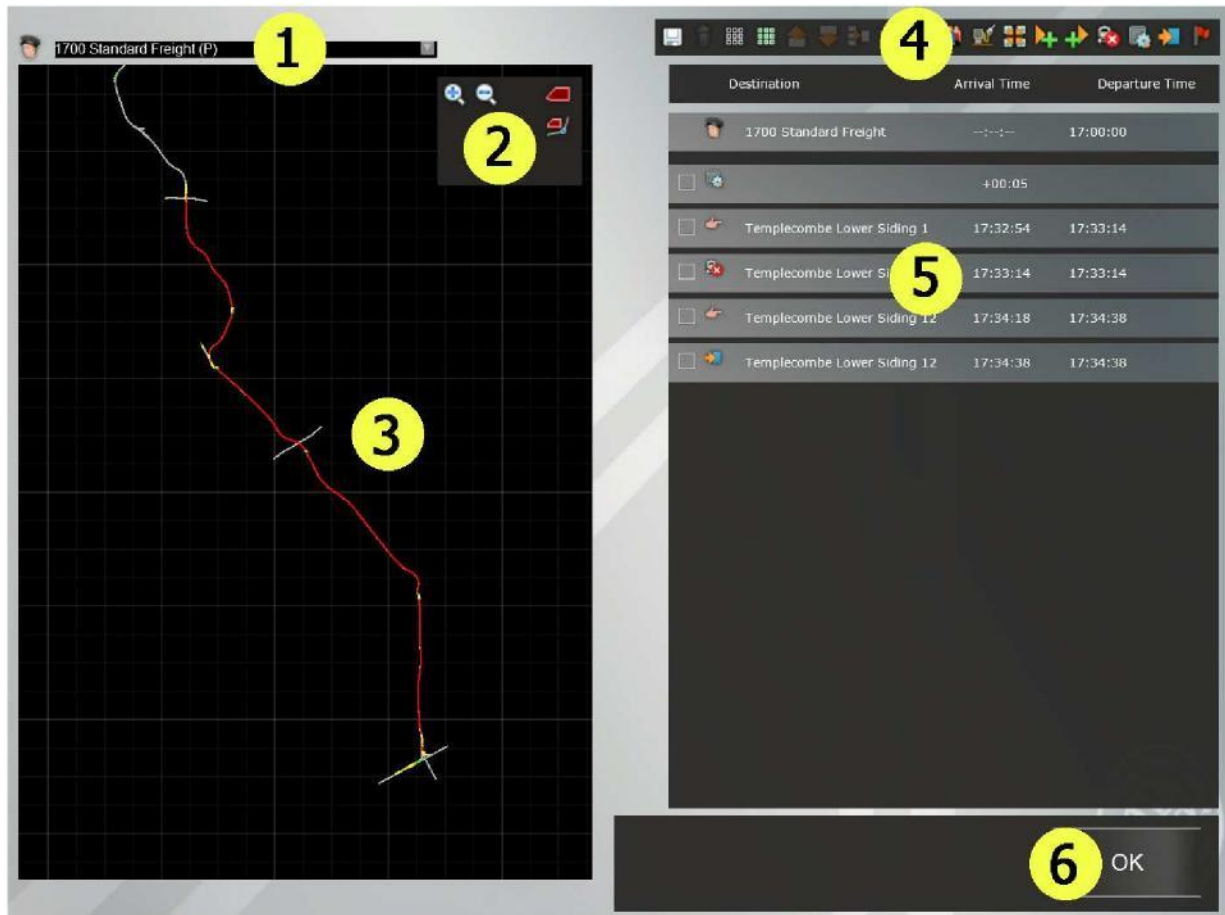 1700 Standard Freight (P)
1
2
3
4
Destination Arrival Time Departure Time
1700 Standard Freight --:--:-- 17:00:00
+00:05
Templecombe Lower Siding 1 17:32:54 17:33:14
Templecombe Lower Si 5 17:33:14 17:33:14
Templecombe Lower Siding 12 17:34:18 17:34:38
Templecombe Lower Siding 12 17:34:38 17:34:38
6 OK